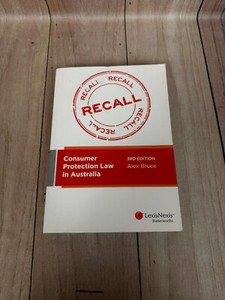 RECALL
RECALL
RECALL
RECALL
RECALL
Consumer
Protection Law
in Australia
3RD EDITION
Alex Bruce
LexisNexis
Butterworths